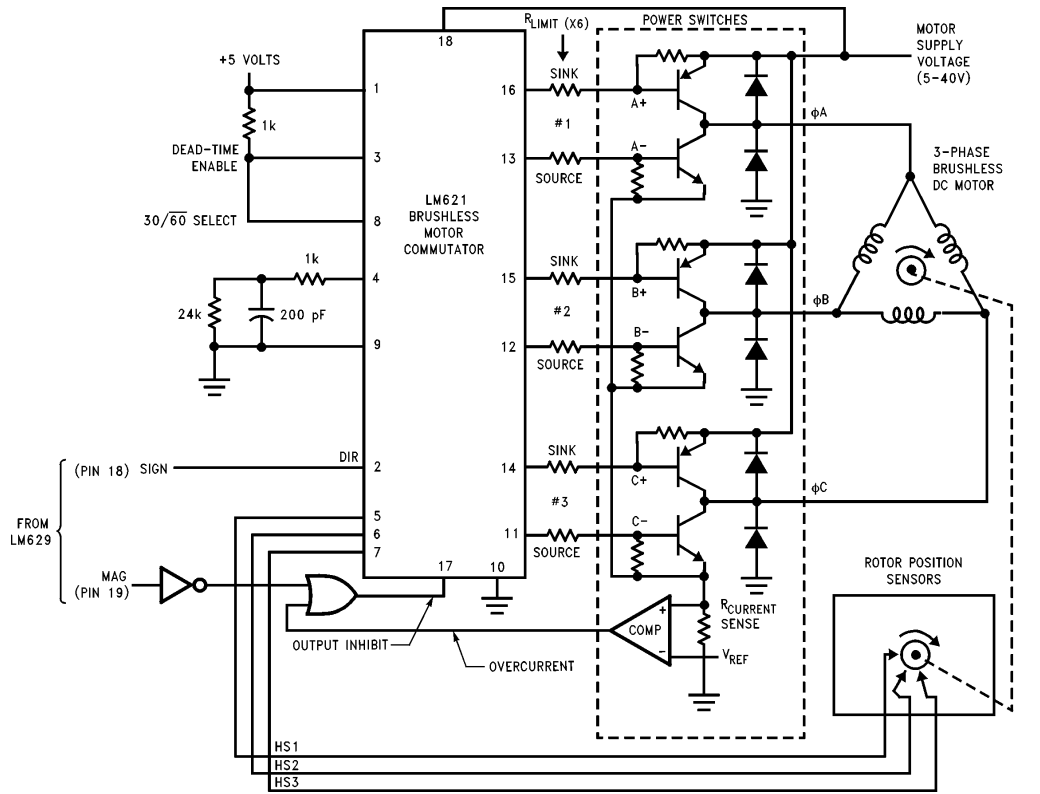 R_LIMIT (X6)
POWER SWITCHES
18
MOTOR
SUPPLY
VOLTAGE
(5-40V)
+5 VOLTS
SINK
1
16
A+
1k
#1
ϕA
DEAD-TIME
ENABLE
3
13
A-
SOURCE
3-PHASE
BRUSHLESS
DC MOTOR
LM621
BRUSHLESS
MOTOR
COMMUTATOR
30/6̅0̅ SELECT
8
1k
4
SINK
15
B+
24k
200 pF
#2
ϕB
9
12
B-
SOURCE
DIR
(PIN 18) SIGN
2
SINK
14
C+
#3
ϕC
FROM
LM629
5
6
7
11
C-
SOURCE
17
10
MAG
(PIN 19)
ROTOR POSITION
SENSORS
+
COMP
-
R_CURRENT
SENSE
V_REF
OUTPUT INHIBIT
OVERCURRENT
HS1
HS2
HS3